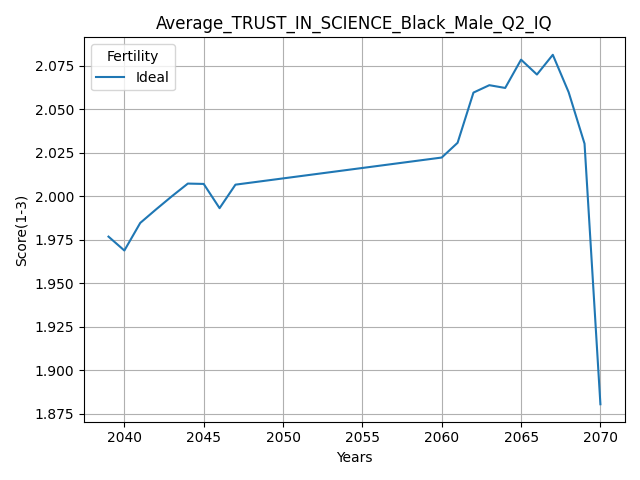 Average_TRUST_IN_SCIENCE_Black_Male_Q2_IQ
Fertility
Ideal
2.075
2.050
2.025
2.000
1.975
1.950
1.925
1.900
1.875
Score(1-3)
2040 2045 2050 2055 2060 2065 2070
Years